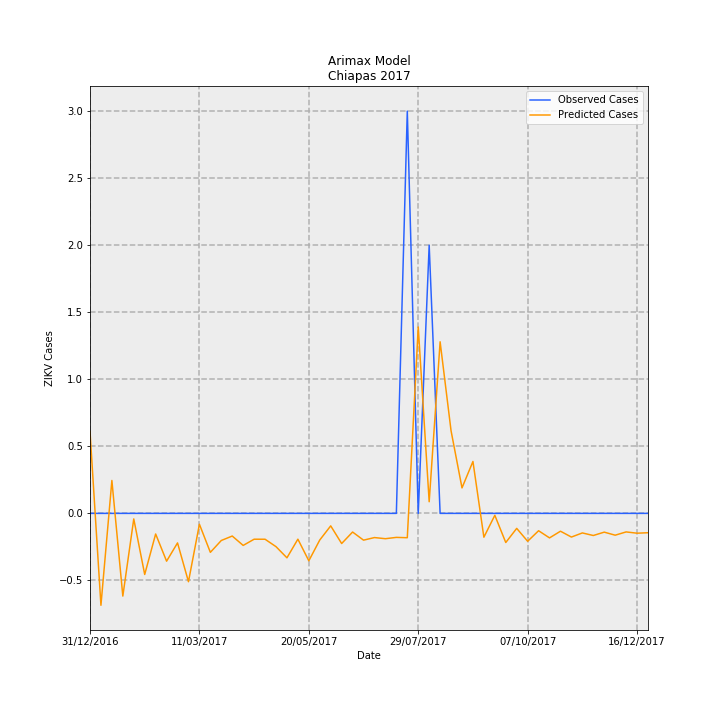 Arimax Model
Chiapas 2017
Observed Cases
Predicted Cases
3.0
2.5
2.0
1.5
1.0
0.5
0.0
−0.5
ZIKV Cases
31/12/2016 11/03/2017 20/05/2017 29/07/2017 07/10/2017 16/12/2017
Date